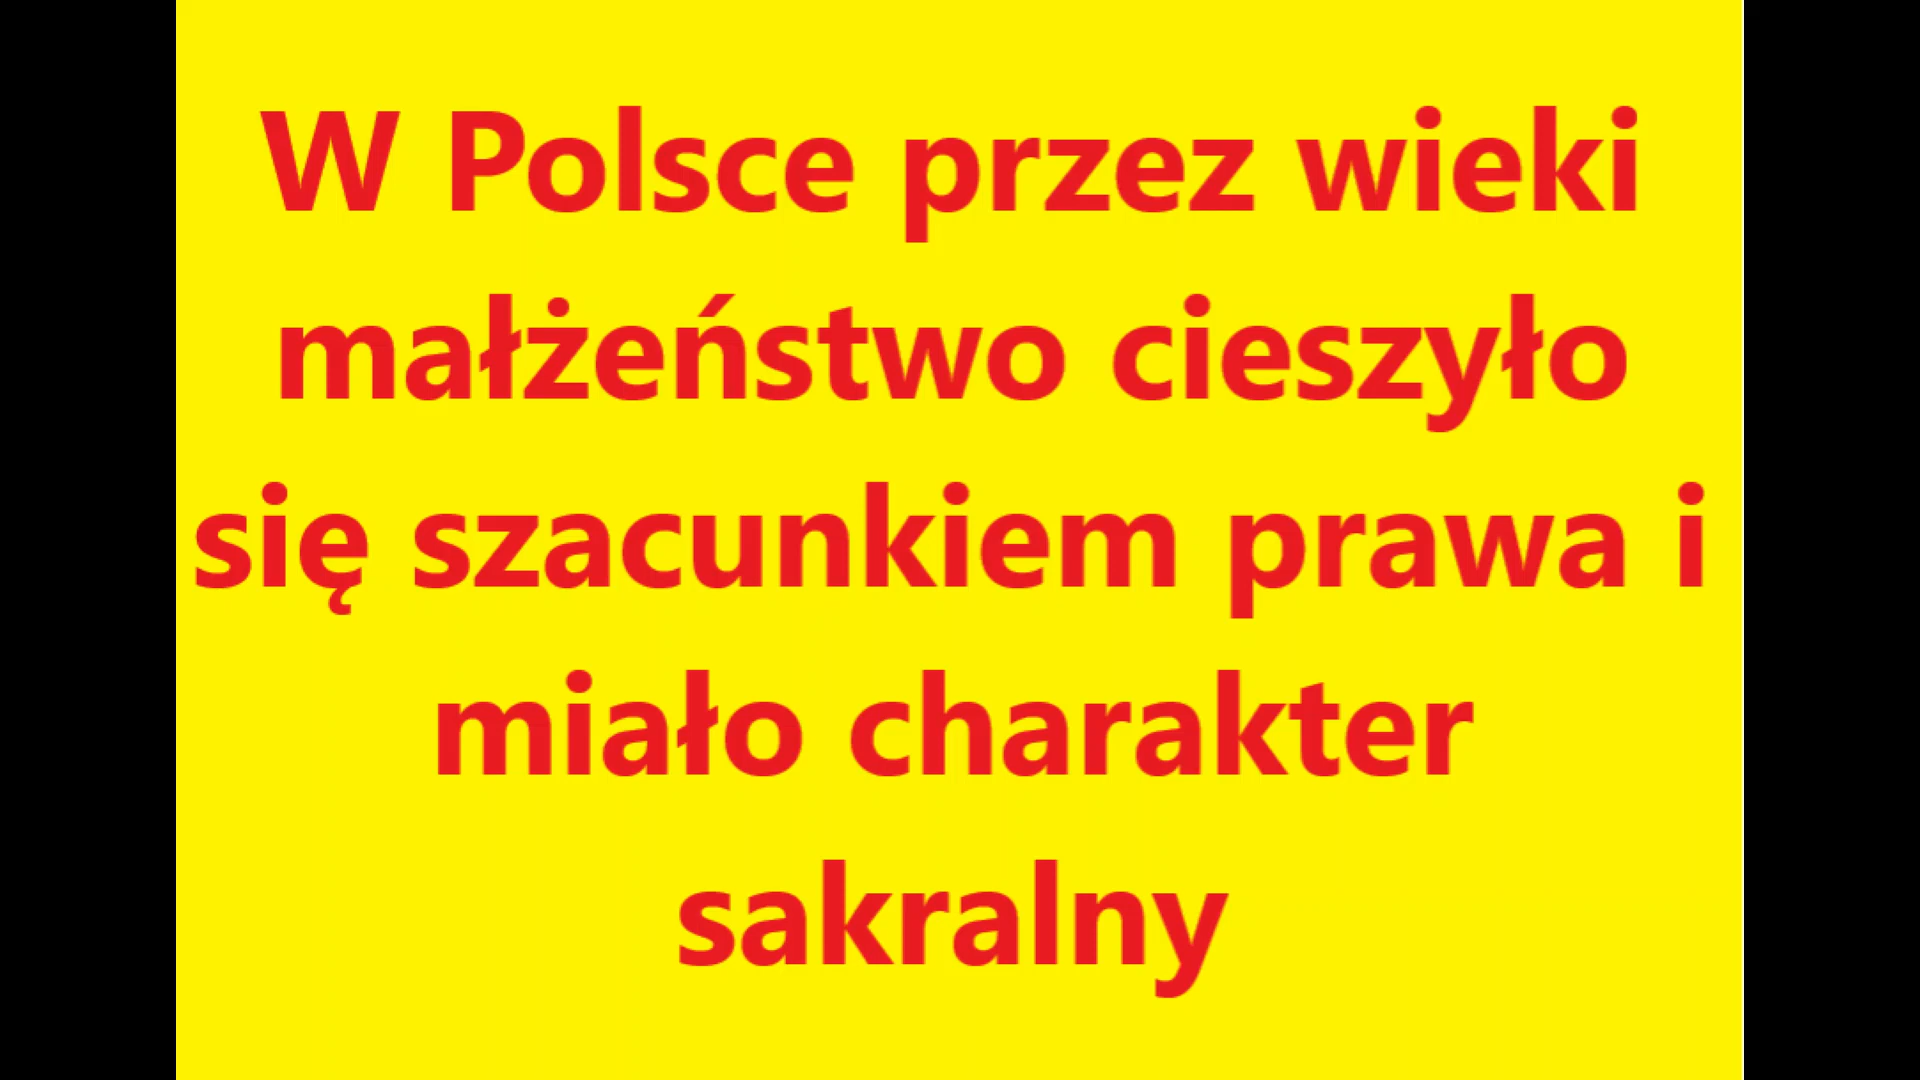 W Polsce przez wieki
małżeństwo cieszyło
się szacunkiem prawa i
miało charakter
sakralny